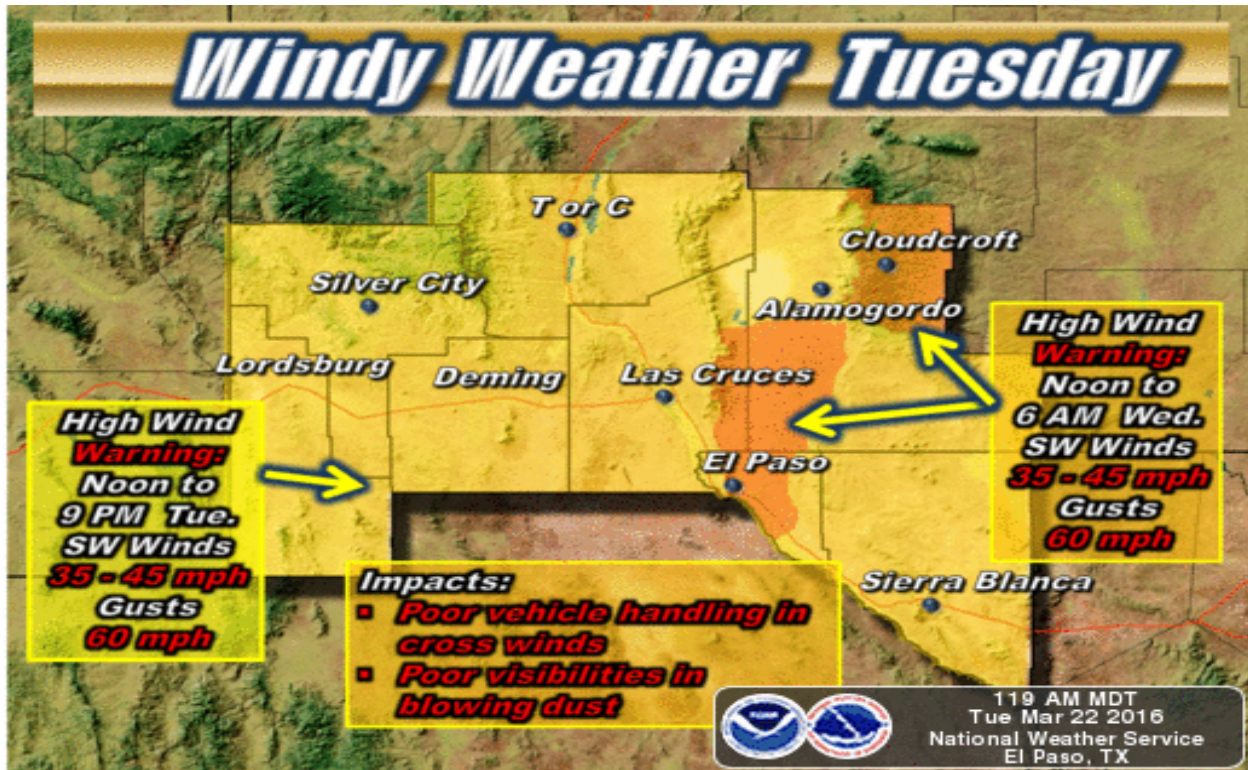 Windy Weather Tuesday
T or C
Cloudcroft
Silver City
Alamogordo
Lordsburg
Deming
Las Cruces
El Paso
Sierra Blanca
High Wind
Warning:
Noon to
9 PM Tue.
SW Winds
35 - 45 mph
Gusts
60 mph
High Wind
Warning:
Noon to
6 AM Wed.
SW Winds
35 - 45 mph
Gusts
60 mph
Impacts:
▪ Poor vehicle handling in
cross winds
▪ Poor visibilities in
blowing dust
119 AM MDT
Tue Mar 22 2016
National Weather Service
El Paso, TX